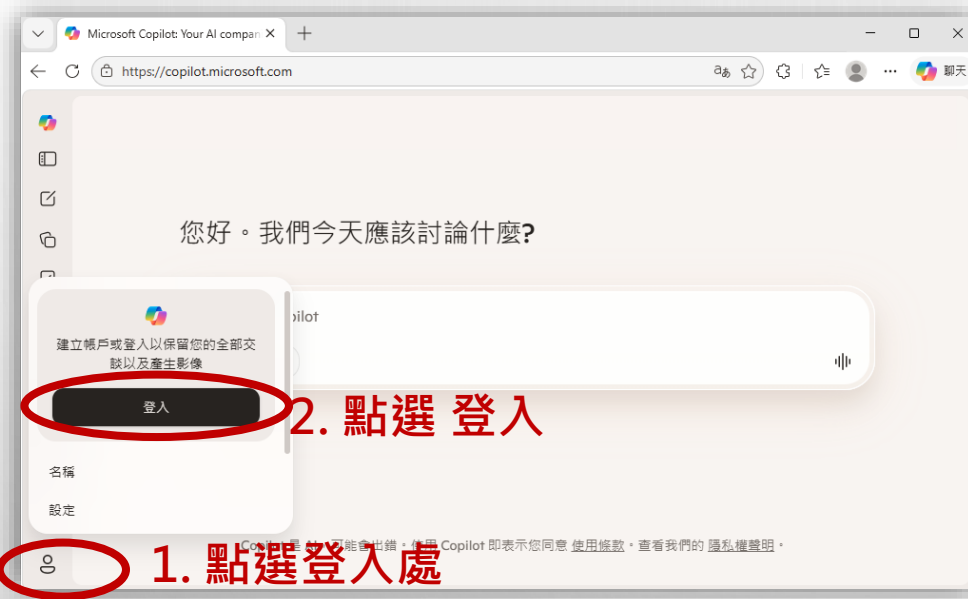 Microsoft Copilot: Your AI compan
https://copilot.microsoft.com
聊天
您好。我們今天應該討論什麼?
pilot
建立帳戶或登入以保留您的全部交
談以及產生影像
登入
2. 點選 登入
名稱
設定
Copilot 是 AI，可能會出錯。使用 Copilot 即表示您同意 使用條款。查看我們的 隱私權聲明。
1. 點選登入處